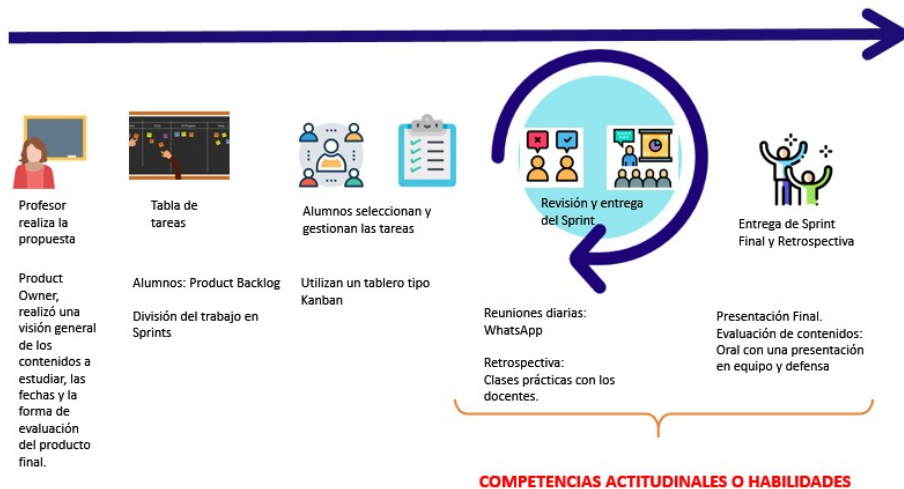 Profesor
realiza la
propuesta
Tabla de
tareas
Alumnos seleccionan y
gestionan las tareas
Revisión y entrega
del Sprint
Entrega de Sprint
Final y Retrospectiva
Product
Owner,
realizó una
visión general
de los
contenidos a
estudiar, las
fechas y la
forma de
evaluación
del producto
final.
Alumnos: Product Backlog
División del trabajo en
Sprints
Utilizan un tablero tipo
Kanban
Reuniones diarias:
WhatsApp
Retrospectiva:
Clases prácticas con los
docentes.
Presentación Final.
Evaluación de contenidos:
Oral con una presentación
en equipo y defensa
COMPETENCIAS ACTITUDINALES O HABILIDADES